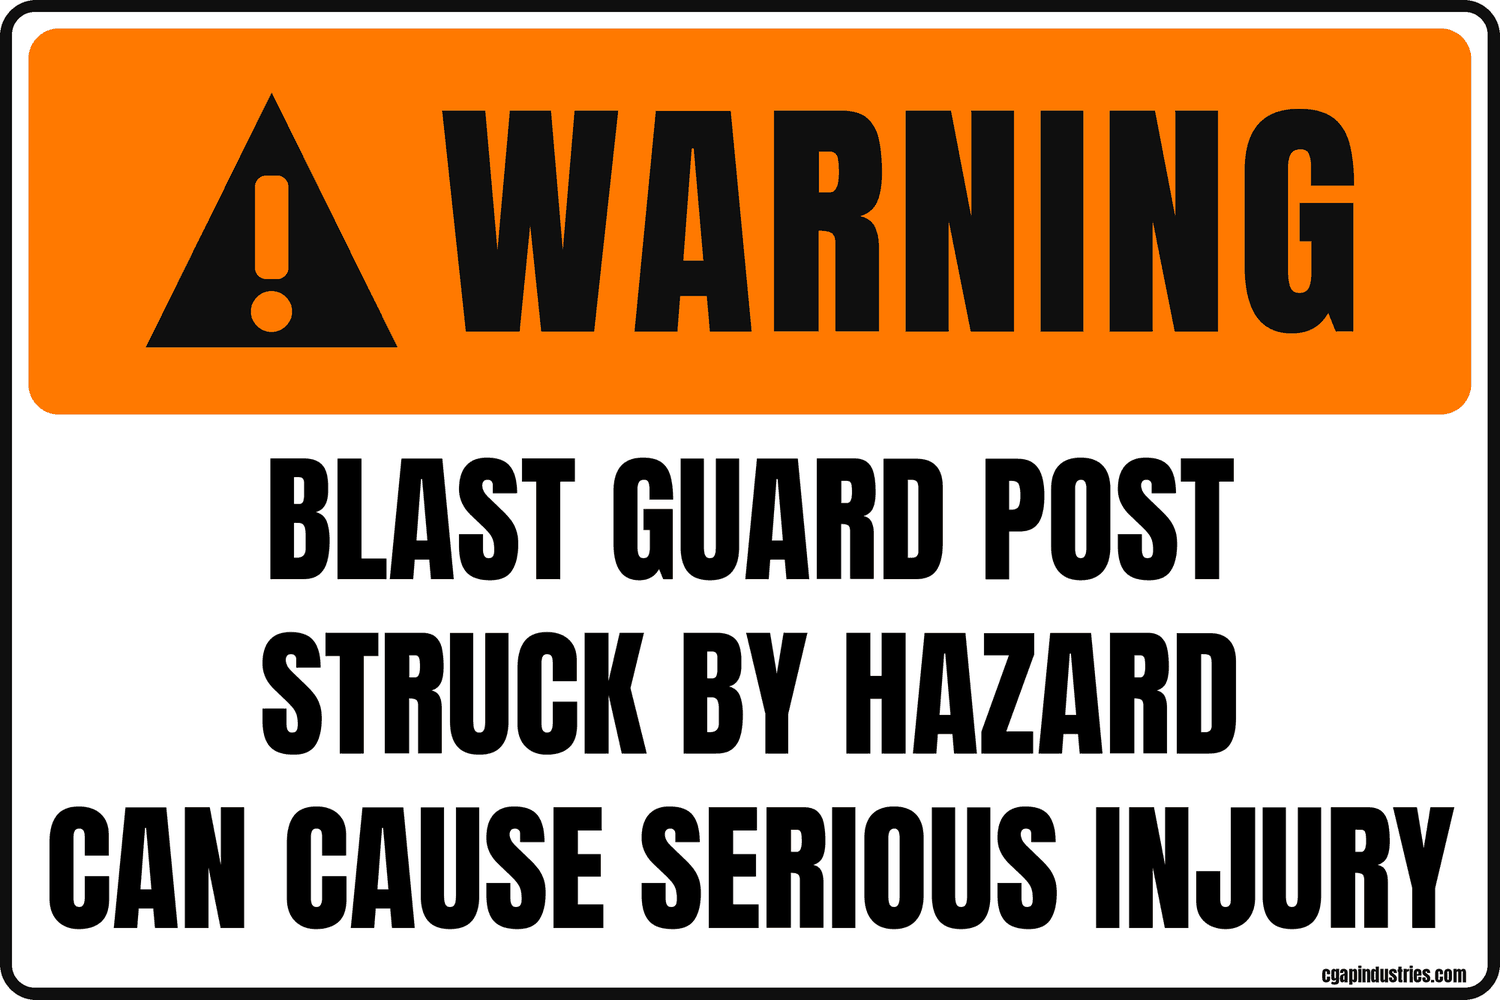 WARNING
BLAST GUARD POST
STRUCK BY HAZARD
CAN CAUSE SERIOUS INJURY
cgapindustries.com